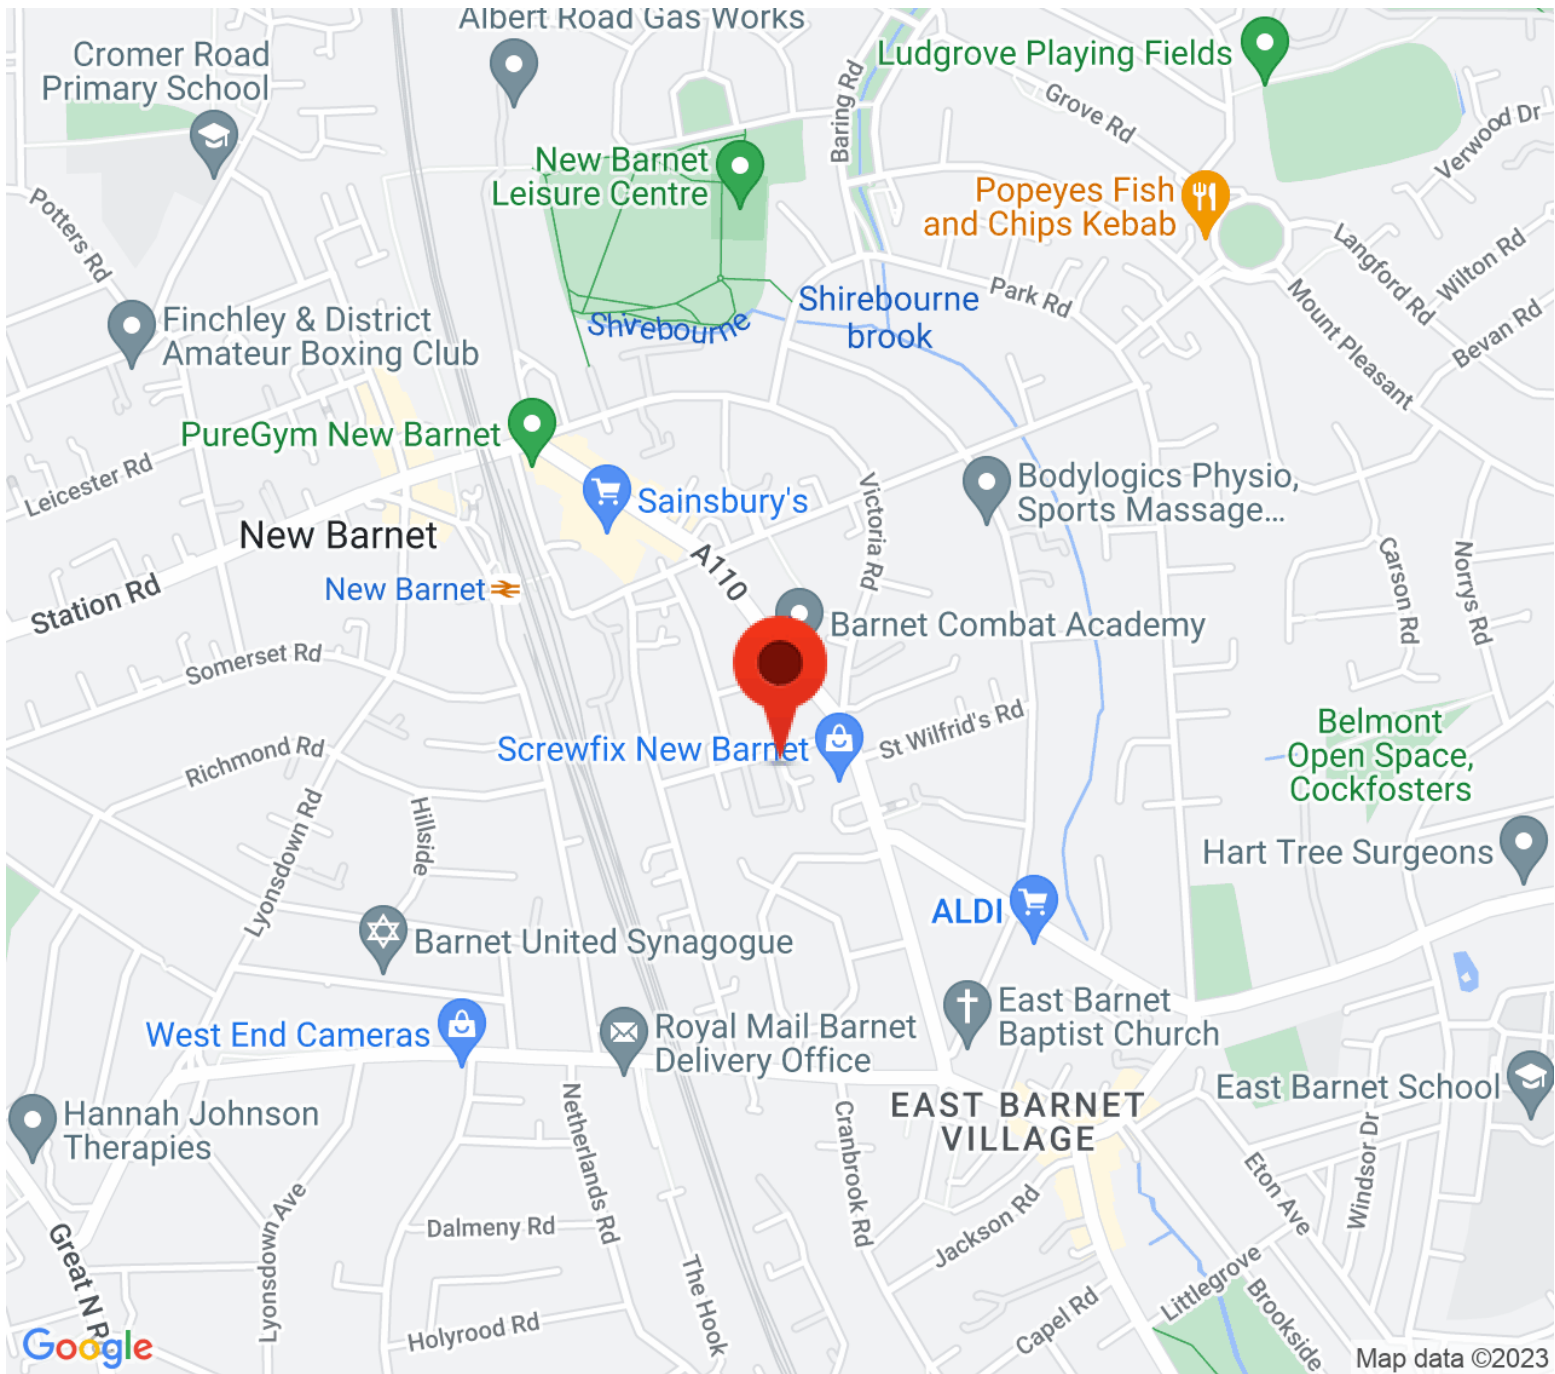 Albert Road Gas Works
Cromer Road
Primary School
Ludgrove Playing Fields
Baring Rd
Grove Rd
Verwood Dr
New Barnet
Leisure Centre
Popeyes Fish
and Chips Kebab
Potters Rd
Langford Rd
Wilton Rd
Park Rd
Mount Pleasant
Bevan Rd
Shirebourne
brook
Shirebourne
Finchley & District
Amateur Boxing Club
PureGym New Barnet
Leicester Rd
Sainsbury's
Victoria Rd
Bodylogics Physio,
Sports Massage...
New Barnet
A110
Carson Rd
Norrys Rd
New Barnet
Station Rd
Barnet Combat Academy
Somerset Rd
St Wilfrid's Rd
Screwfix New Barnet
Belmont
Open Space,
Cockfosters
Richmond Rd
Hillside
Lyonsdown Rd
Hart Tree Surgeons
ALDI
Barnet United Synagogue
East Barnet
Baptist Church
West End Cameras
Royal Mail Barnet
Delivery Office
East Barnet School
EAST BARNET
VILLAGE
Hannah Johnson
Therapies
Netherlands Rd
Cranbrook Rd
Windsor Dr
Eton Ave
Lyonsdown Ave
Dalmeny Rd
Jackson Rd
Great N Rd
The Hook
Littlegrove
Brookside
Capel Rd
Holyrood Rd
Google
Map data ©2023